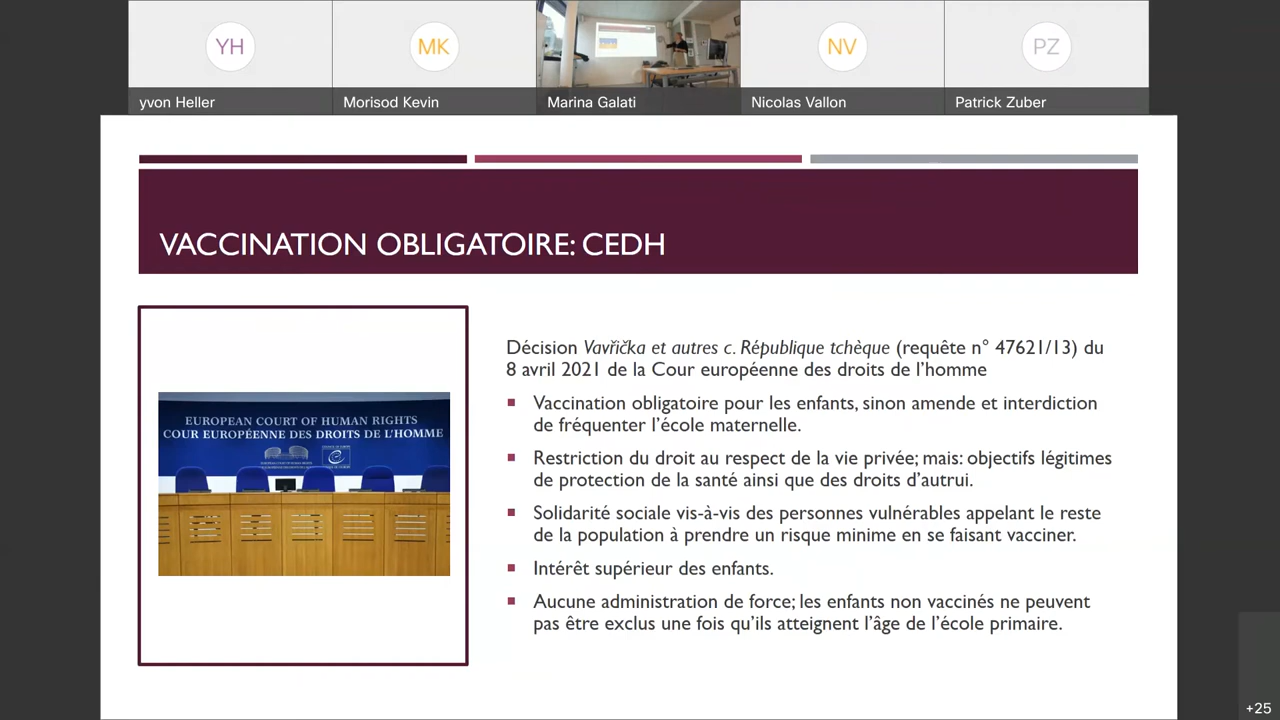 YH
MK
NV
PZ
yvon Heller
Morisod Kevin
Marina Galati
Nicolas Vallon
Patrick Zuber
VACCINATION OBLIGATOIRE: CEDH
EUROPEAN COURT OF HUMAN RIGHTS
COUR EUROPÉENNE DES DROITS DE L'HOMME
Décision Vavřička et autres c. République tchèque (requête n° 47621/13) du
8 avril 2021 de la Cour européenne des droits de l'homme
Vaccination obligatoire pour les enfants, sinon amende et interdiction
de fréquenter l'école maternelle.
Restriction du droit au respect de la vie privée; mais: objectifs légitimes
de protection de la santé ainsi que des droits d'autrui.
Solidarité sociale vis-à-vis des personnes vulnérables appelant le reste
de la population à prendre un risque minime en se faisant vacciner.
Intérêt supérieur des enfants.
Aucune administration de force; les enfants non vaccinés ne peuvent
pas être exclus une fois qu'ils atteignent l'âge de l'école primaire.
+25